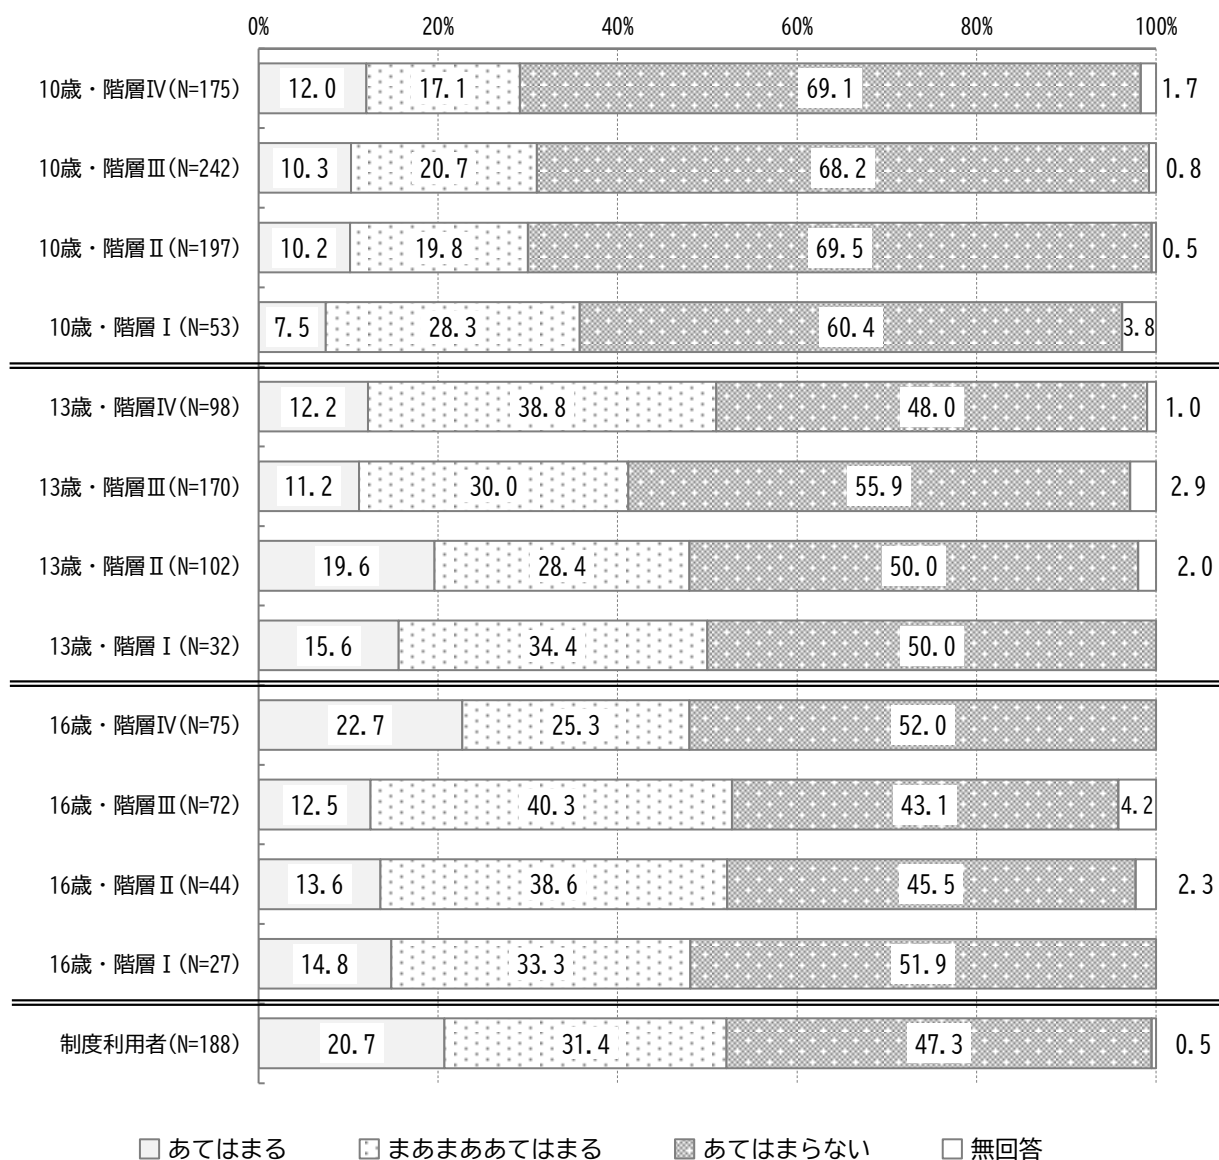 0% 20% 40% 60% 80% 100%
10歳・階層Ⅳ(N=175) 12.0 17.1 69.1 1.7
10歳・階層Ⅲ(N=242) 10.3 20.7 68.2 0.8
10歳・階層Ⅱ(N=197) 10.2 19.8 69.5 0.5
10歳・階層Ⅰ(N=53) 7.5 28.3 60.4 3.8
13歳・階層Ⅳ(N=98) 12.2 38.8 48.0 1.0
13歳・階層Ⅲ(N=170) 11.2 30.0 55.9 2.9
13歳・階層Ⅱ(N=102) 19.6 28.4 50.0 2.0
13歳・階層Ⅰ(N=32) 15.6 34.4 50.0
16歳・階層Ⅳ(N=75) 22.7 25.3 52.0
16歳・階層Ⅲ(N=72) 12.5 40.3 43.1 4.2
16歳・階層Ⅱ(N=44) 13.6 38.6 45.5 2.3
16歳・階層Ⅰ(N=27) 14.8 33.3 51.9
制度利用者(N=188) 20.7 31.4 47.3 0.5
あてはまる まあまああてはまる あてはまらない 無回答